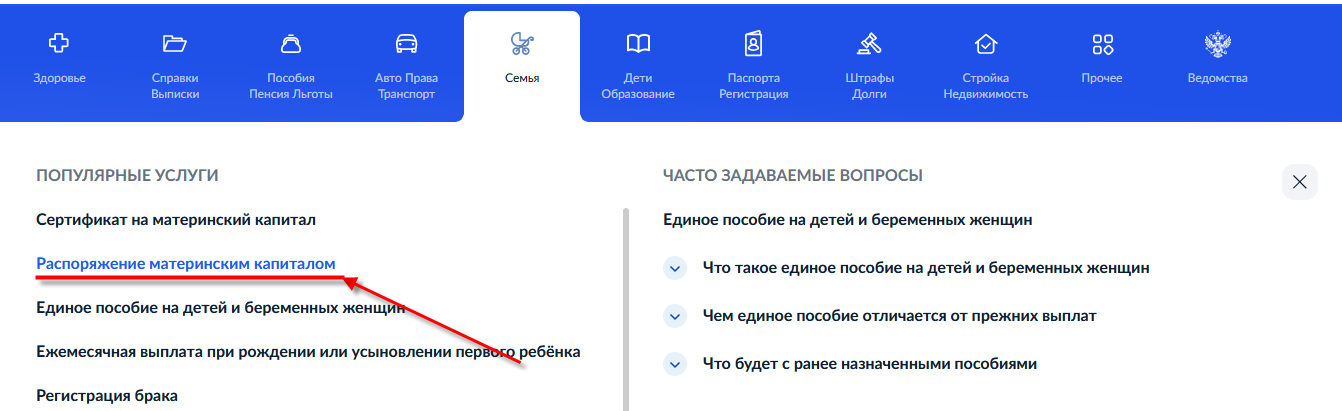 Здоровье
Справки
Выписки
Пособия
Пенсия Льготы
Авто Права
Транспорт
Семья
Дети
Образование
Паспорта
Регистрация
Штрафы
Долги
Стройка
Недвижимость
Прочее
Ведомства
ПОПУЛЯРНЫЕ УСЛУГИ
Сертификат на материнский капитал
Распоряжение материнским капиталом
Единое пособие на детей и беременных женщин
Ежемесячная выплата при рождении или усыновлении первого ребёнка
Регистрация брака
ЧАСТО ЗАДАВАЕМЫЕ ВОПРОСЫ
Единое пособие на детей и беременных женщин
Что такое единое пособие на детей и беременных женщин
Чем единое пособие отличается от прежних выплат
Что будет с ранее назначенными пособиями